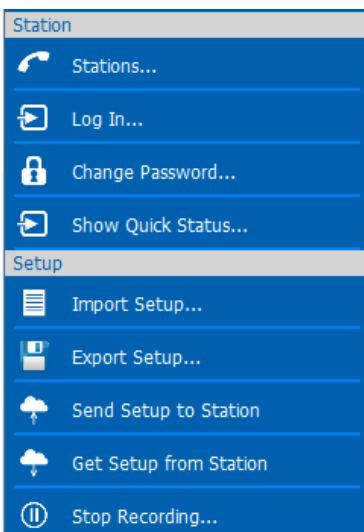 Station
Stations...
Log In...
Change Password...
Show Quick Status...
Setup
Import Setup...
Export Setup...
Send Setup to Station
Get Setup from Station
Stop Recording...